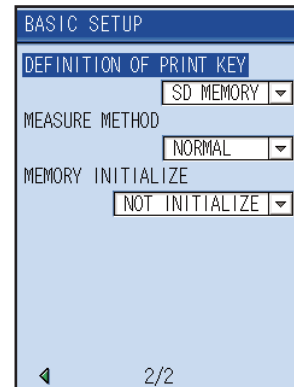 BASIC SETUP
DEFINITION OF PRINT KEY
SD MEMORY
MEASURE METHOD
NORMAL
MEMORY INITIALIZE
NOT INITIALIZE
2/2